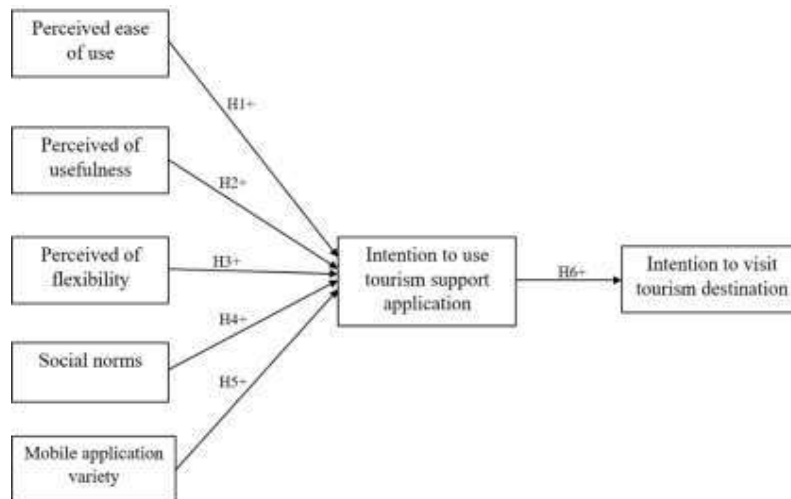 Perceived ease
of use
H1+
Perceived of
usefulness
H2+
Perceived of
flexibility
H3+
Intention to use
tourism support
application
H6+
Intention to visit
tourism destination
H4+
Social norms
H5+
Mobile application
variety